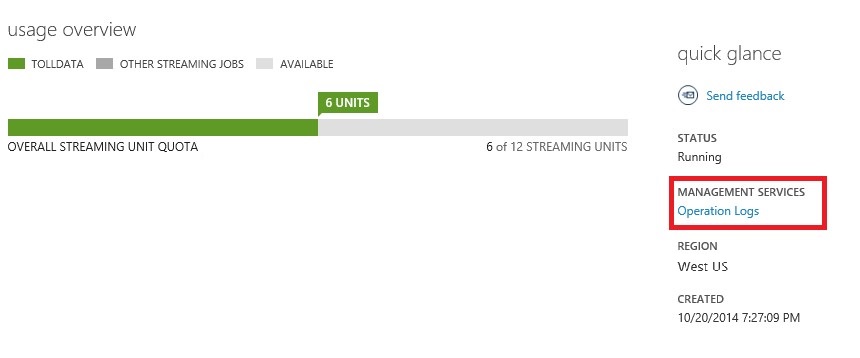 usage overview
TOLLDATA OTHER STREAMING JOBS AVAILABLE
6 UNITS
OVERALL STREAMING UNIT QUOTA 6 of 12 STREAMING UNITS
quick glance
Send feedback
STATUS
Running
MANAGEMENT SERVICES
Operation Logs
REGION
West US
CREATED
10/20/2014 7:27:09 PM